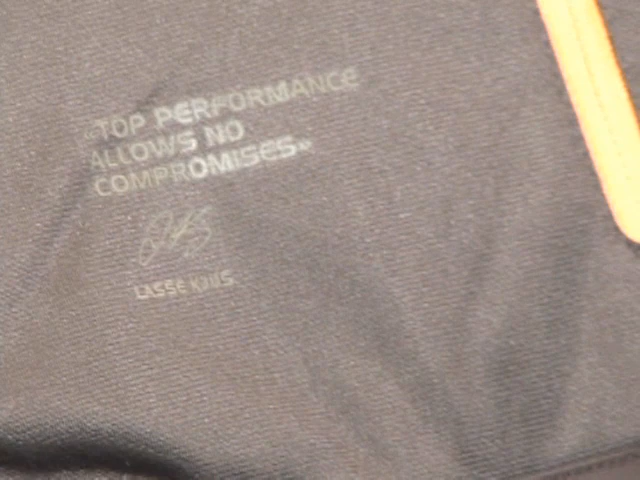 «TOP PERFORMANCE
ALLOWS NO
COMPROMISES»
LASSE KJUS